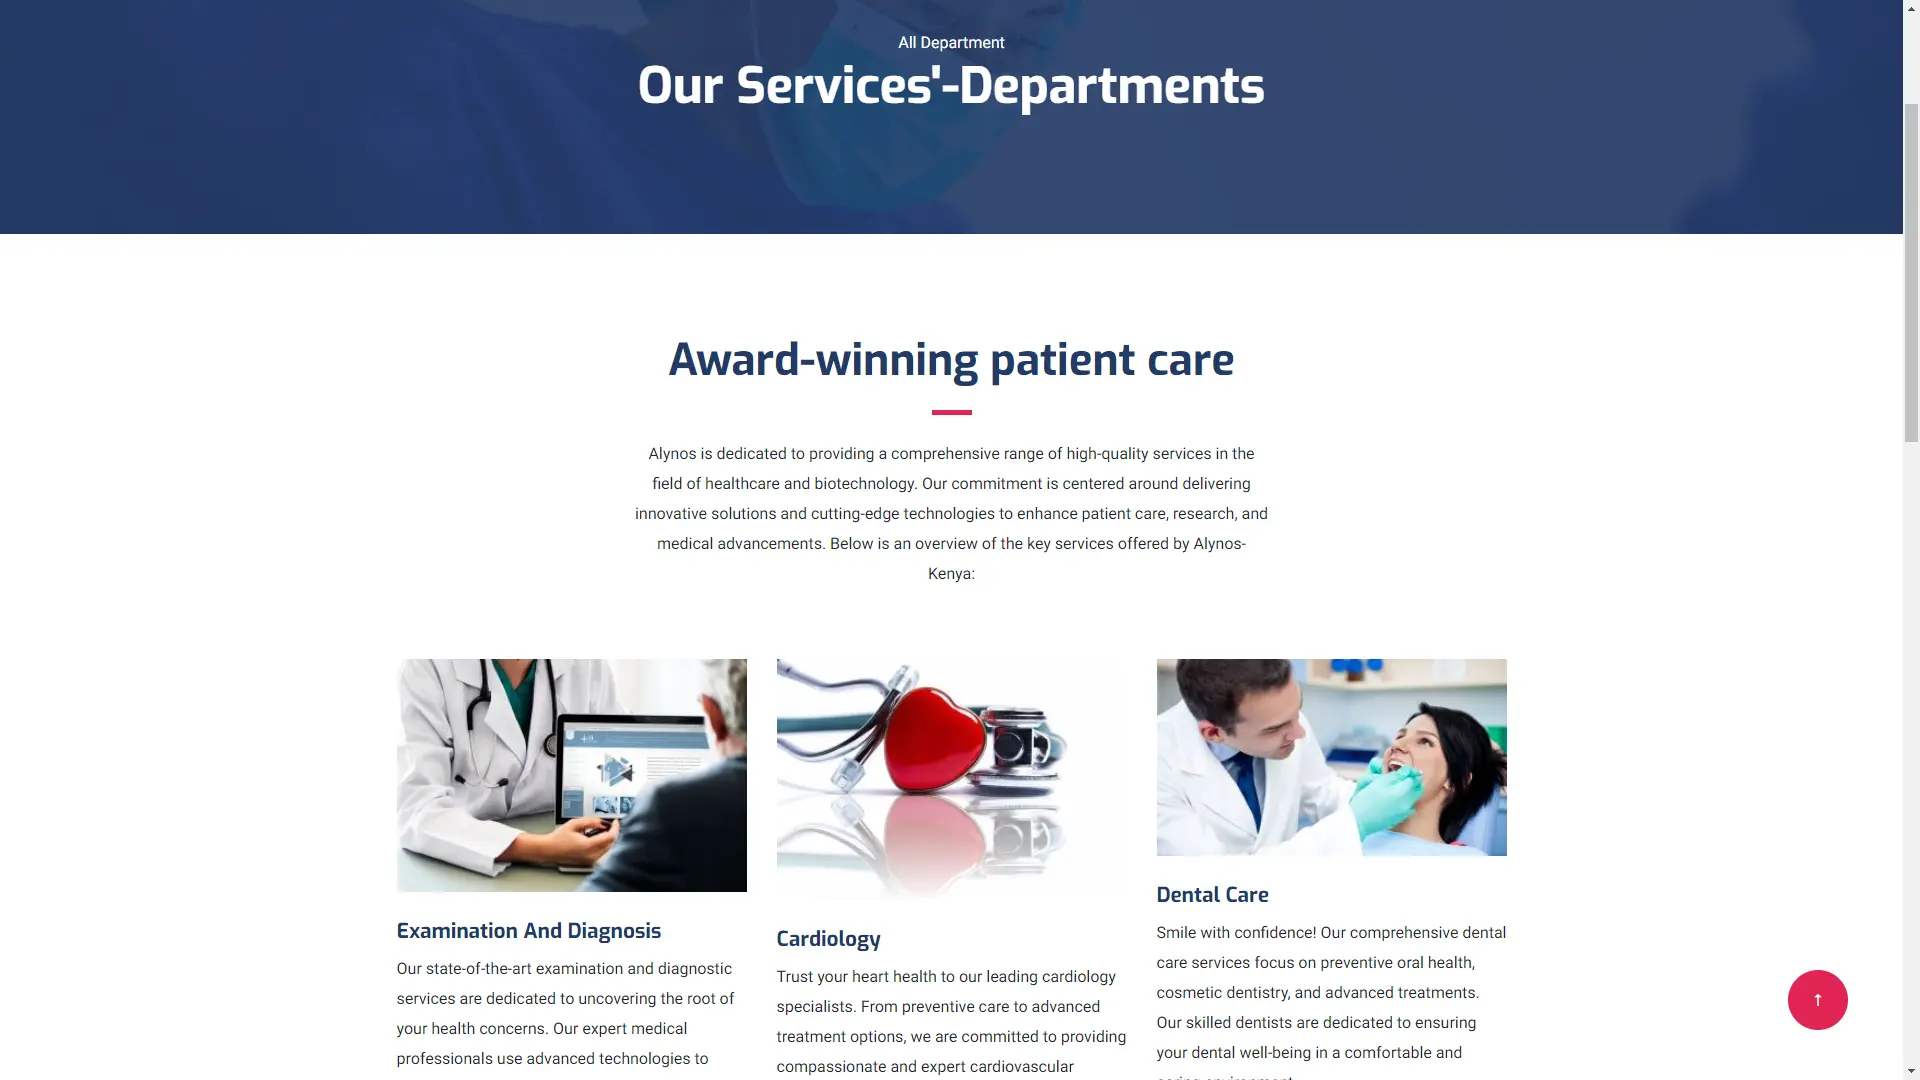 All Department
Our Services'-Departments
Award-winning patient care
Alynos is dedicated to providing a comprehensive range of high-quality services in the
field of healthcare and biotechnology. Our commitment is centered around delivering
innovative solutions and cutting-edge technologies to enhance patient care, research, and
medical advancements. Below is an overview of the key services offered by Alynos-
Kenya:
Examination And Diagnosis
Our state-of-the-art examination and diagnostic
services are dedicated to uncovering the root of
your health concerns. Our expert medical
professionals use advanced technologies to
Cardiology
Trust your heart health to our leading cardiology
specialists. From preventive care to advanced
treatment options, we are committed to providing
compassionate and expert cardiovascular
Dental Care
Smile with confidence! Our comprehensive dental
care services focus on preventive oral health,
cosmetic dentistry, and advanced treatments.
Our skilled dentists are dedicated to ensuring
your dental well-being in a comfortable and